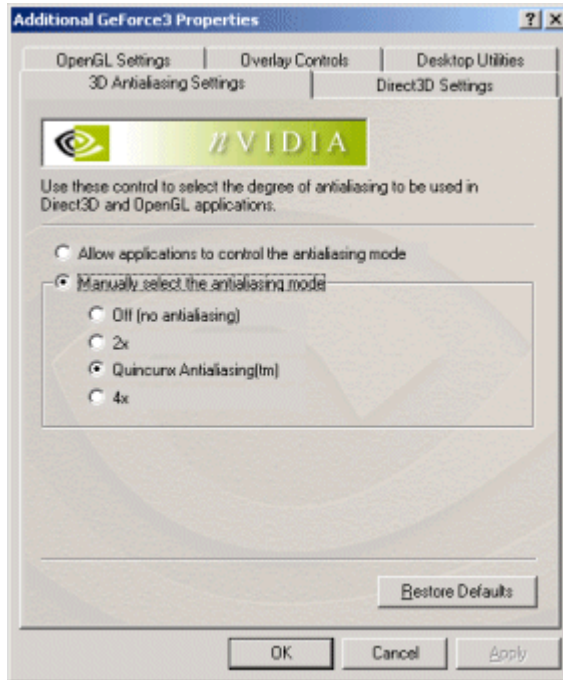 Additional GeForce3 Properties
OpenGL Settings Overlay Controls Desktop Utilities
3D Antialiasing Settings Direct3D Settings
nVIDIA
Use these control to select the degree of antialiasing to be used in
Direct3D and OpenGL applications.
Allow applications to control the antialiasing mode
Manually select the antialiasing mode
Off (no antialiasing)
2x
Quincunx Antialiasing(tm)
4x
Restore Defaults
OK Cancel Apply